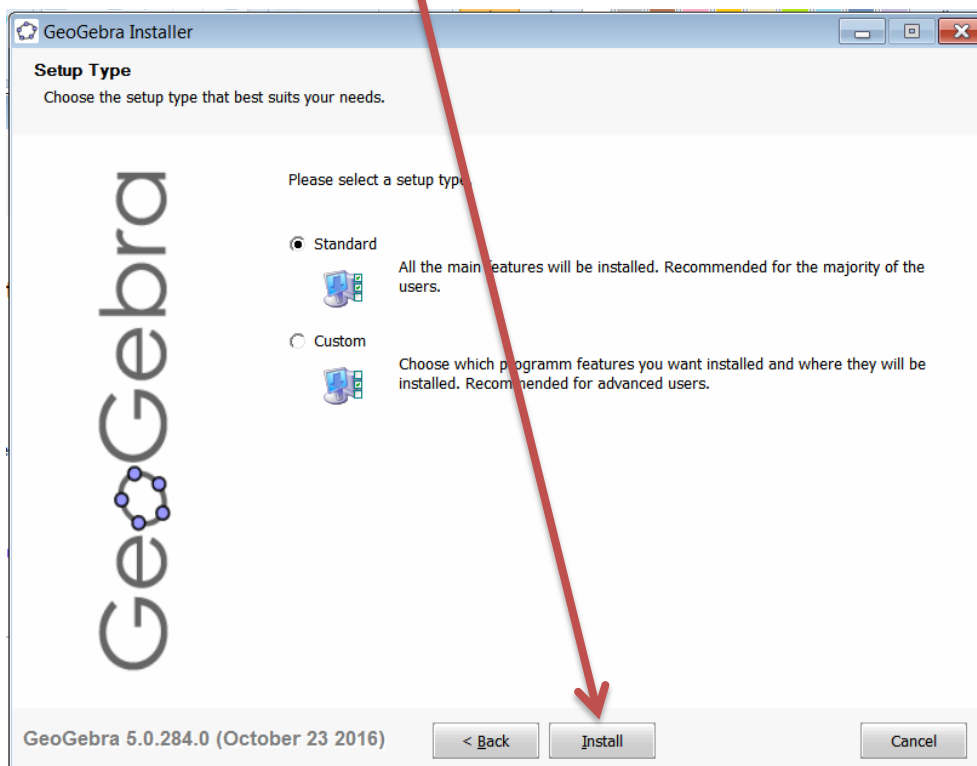 GeoGebra Installer
Setup Type
Choose the setup type that best suits your needs.
GeoGebra
Please select a setup type.
Standard
All the main features will be installed. Recommended for the majority of the
users.
Custom
Choose which programm features you want installed and where they will be
installed. Recommended for advanced users.
GeoGebra 5.0.284.0 (October 23 2016)
< Back
Install
Cancel